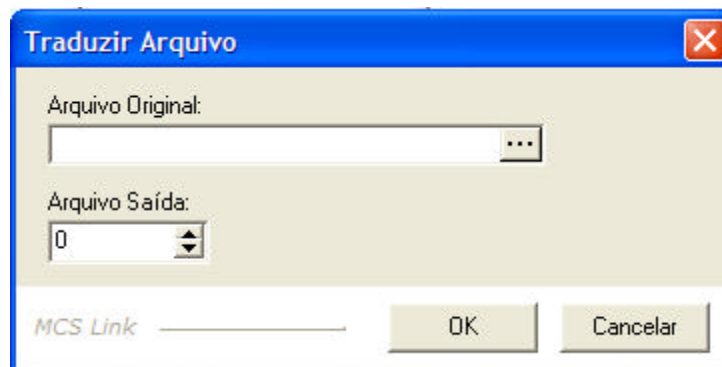 Traduzir Arquivo
Arquivo Original:
...
Arquivo Saída:
0
MCS Link
OK
Cancelar